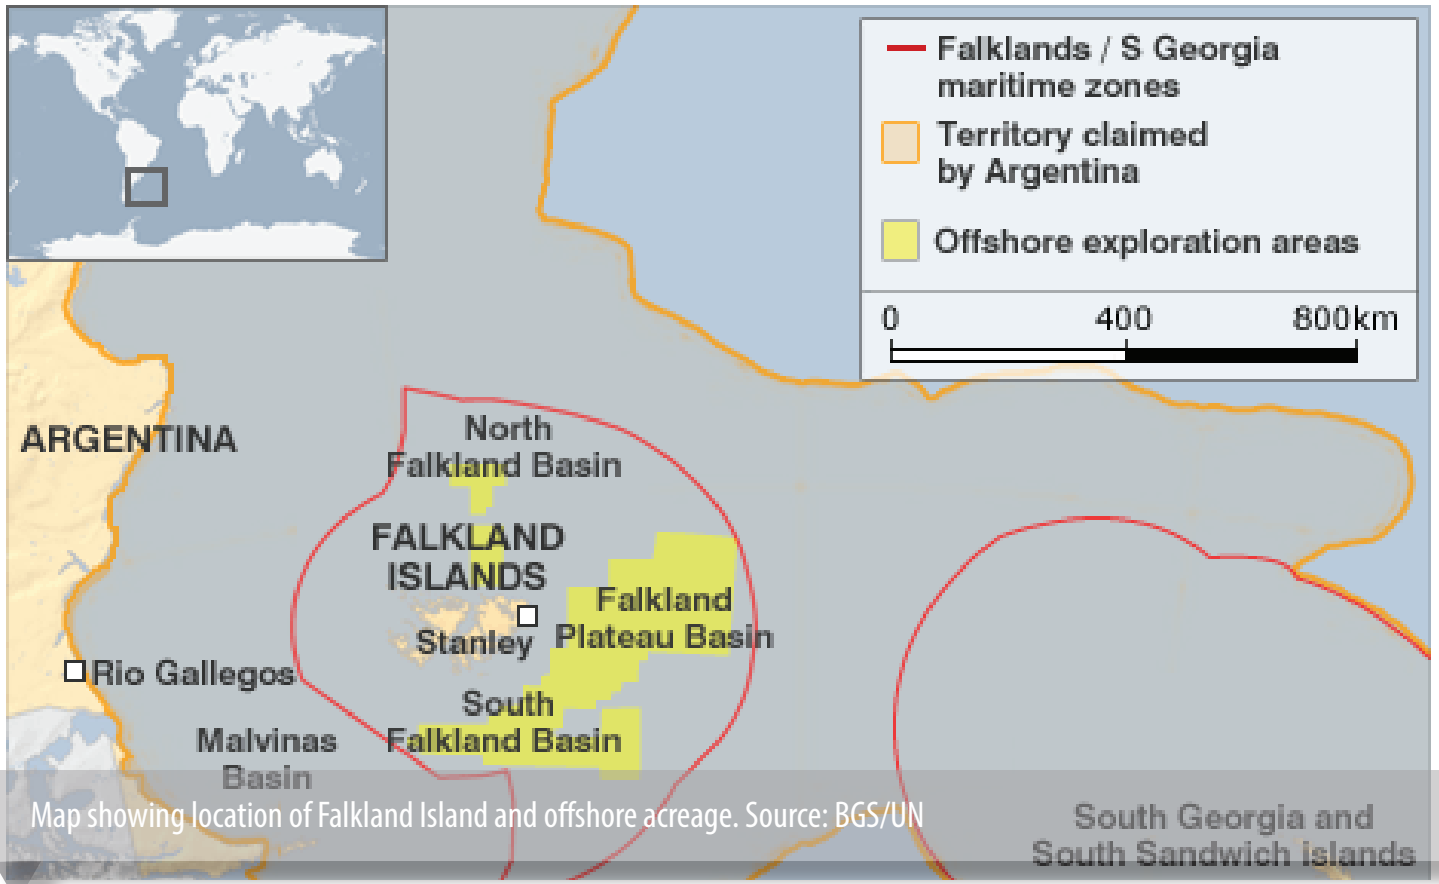 Falklands / S Georgia
maritime zones
Territory claimed
by Argentina
Offshore exploration areas
0 400 800km
ARGENTINA
North
Falkland Basin
FALKLAND
ISLANDS
Falkland
Plateau Basin
Stanley
Rio Gallegos
South
Falkland Basin
Malvinas
Basin
South Georgia and
South Sandwich islands
Map showing location of Falkland Island and offshore acreage. Source: BGS/UN